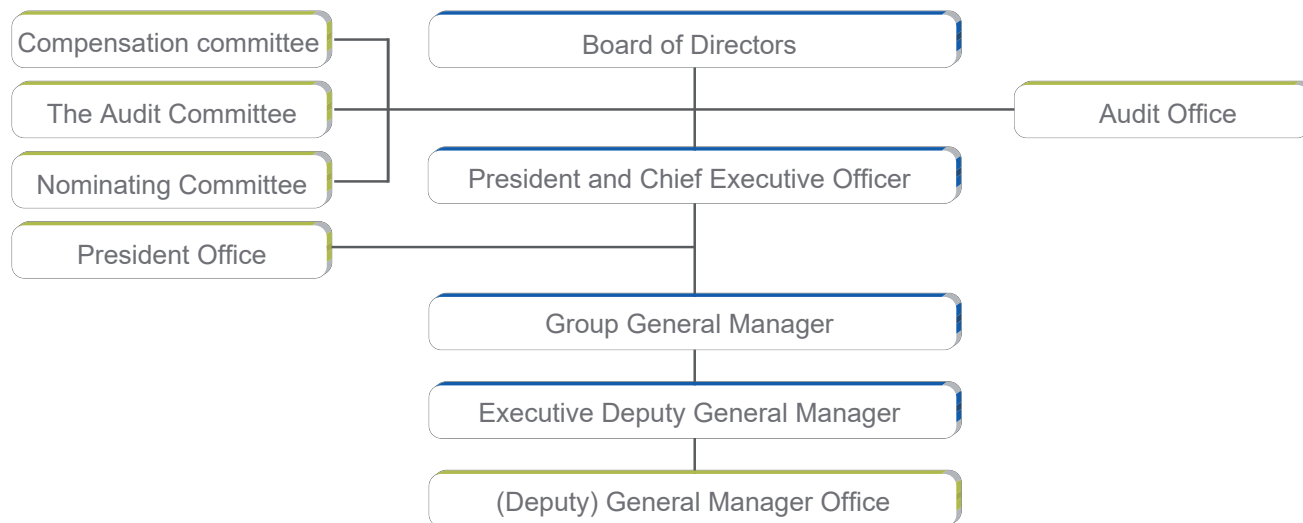 Compensation committee
Board of Directors
The Audit Committee
Audit Office
Nominating Committee
President and Chief Executive Officer
President Office
Group General Manager
Executive Deputy General Manager
(Deputy) General Manager Office